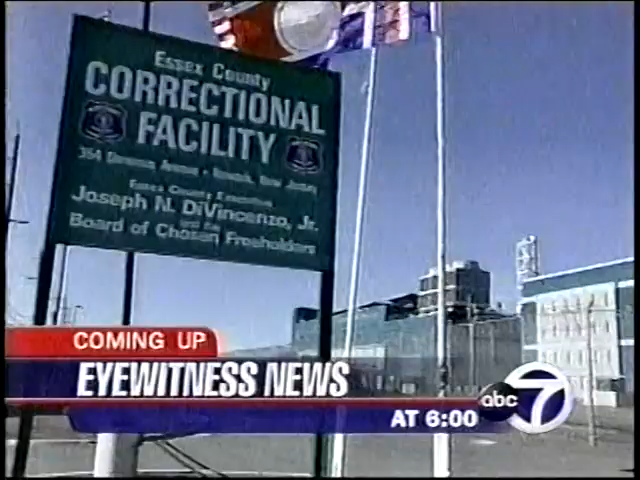 Essex County
CORRECTIONAL
FACILITY
354 Doremus Avenue • Newark, New Jersey
Essex County Executive
Joseph N. DiVincenzo, Jr.
and the
Board of Chosen Freeholders
COMING UP
EYEWITNESS NEWS
AT 6:00
abc 7